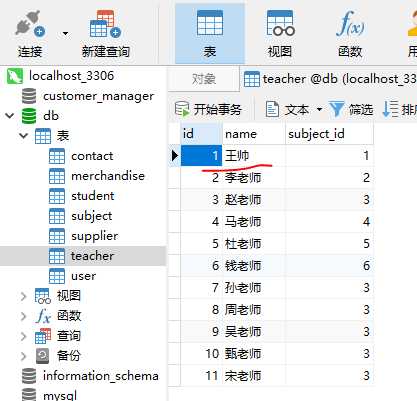 连接
新建查询
表
视图
函数
用
localhost_3306
customer_manager
db
表
contact
merchandise
student
subject
supplier
teacher
user
视图
函数
查询
备份
information_schema
mysql
对象
teacher @db (localhost_33
开始事务
文本
筛选
排
id name subject_id
1 王帅 1
2 李老师 2
3 赵老师 3
4 马老师 4
5 杜老师 5
6 钱老师 6
7 孙老师 3
8 周老师 3
9 吴老师 3
10 甄老师 3
11 宋老师 3